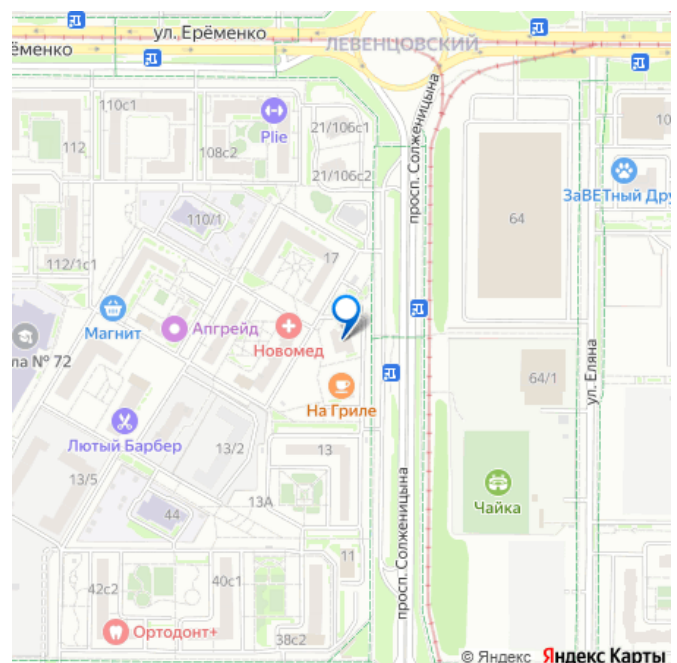 ул. Ерёменко
ёменко
ЛЕВЕНЦОВСКИЙ
110с1
Plie
21/106с1
10
112
108с2
просп. Солженицына
21/106с2
ЗаВЕТный Дру
110/1
64
17
112/1с1
Магнит
Апгрейд
Новомед
ла № 72
64/1
ул. Еляна
На Гриле
Лютый Барбер
13/2
13
13/5
13А
Чайка
44
просп. Солженицына
11
42с2
40с1
Ортодонт+
38с2
© Яндекс Яндекс Карты